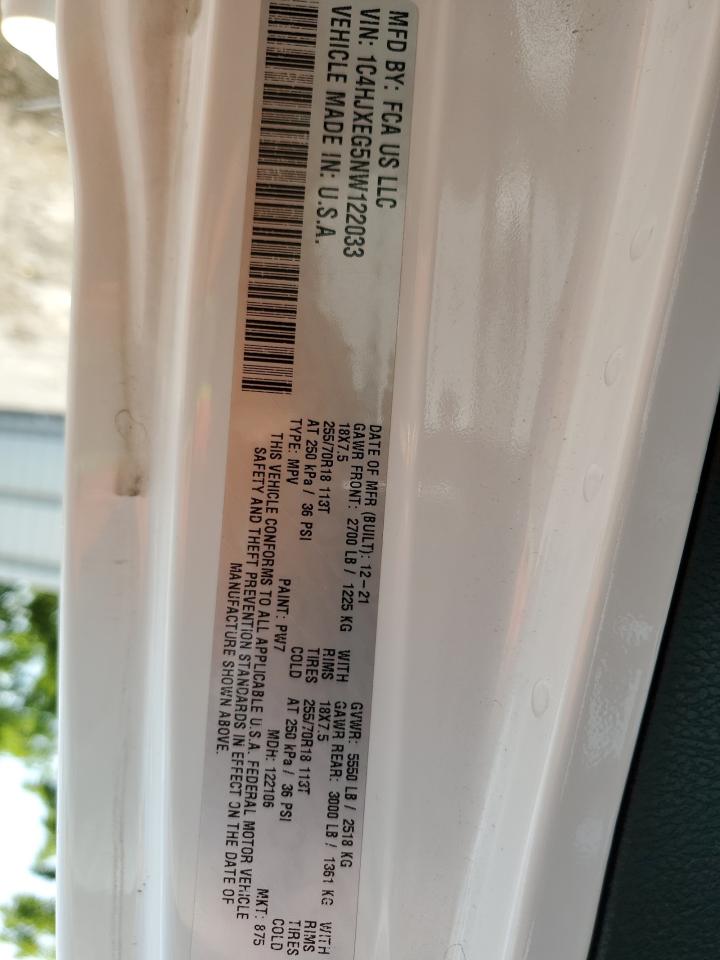 MFD BY: FCA US LLC
VIN: 1C4HJXEG5NW122033
VEHICLE MADE IN: U.S.A.
DATE OF MFR (BUILT): 12-21 GVWR: 5550 LB / 2518 KG
GAWR FRONT: 2700 LB / 1225 KG WITH GAWR REAR: 3000 LB / 1361 KG WITH
18X7.5 RIMS 18X7.5 RIMS
255/70R18 113T TIRES 255/70R18 113T TIRES
AT 250 kPa / 36 PSI COLD AT 250 kPa / 36 PSI COLD
TYPE: MPV PAINT: PW7 MDH: 122106 MKT: 875
THIS VEHICLE CONFORMS TO ALL APPLICABLE U.S.A. FEDERAL MOTOR VEHICLE
SAFETY AND THEFT PREVENTION STANDARDS IN EFFECT ON THE DATE OF
MANUFACTURE SHOWN ABOVE.